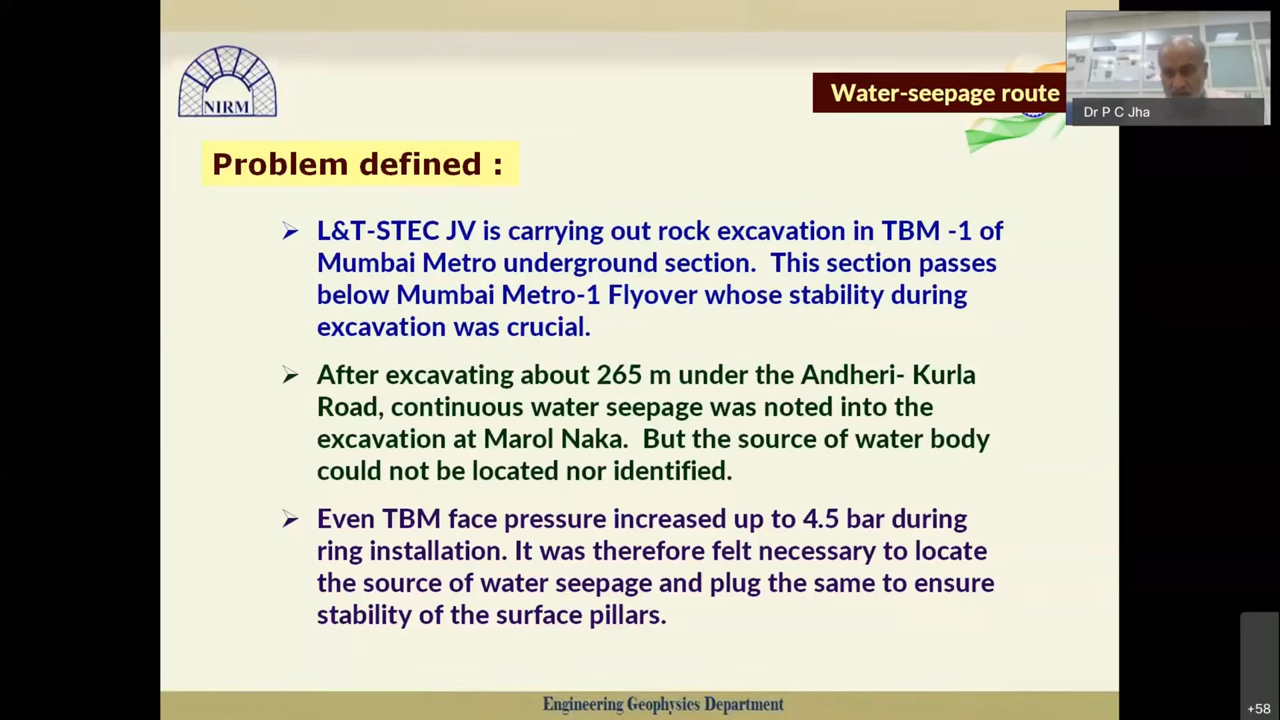 NIRM
Water-seepage route
Dr P C Jha
Problem defined :
➢ L&T-STEC JV is carrying out rock excavation in TBM -1 of
Mumbai Metro underground section.  This section passes
below Mumbai Metro-1 Flyover whose stability during
excavation was crucial.
➢ After excavating about 265 m under the Andheri- Kurla
Road, continuous water seepage was noted into the
excavation at Marol Naka.  But the source of water body
could not be located nor identified.
➢ Even TBM face pressure increased up to 4.5 bar during
ring installation. It was therefore felt necessary to locate
the source of water seepage and plug the same to ensure
stability of the surface pillars.
Engineering Geophysics Department
+58